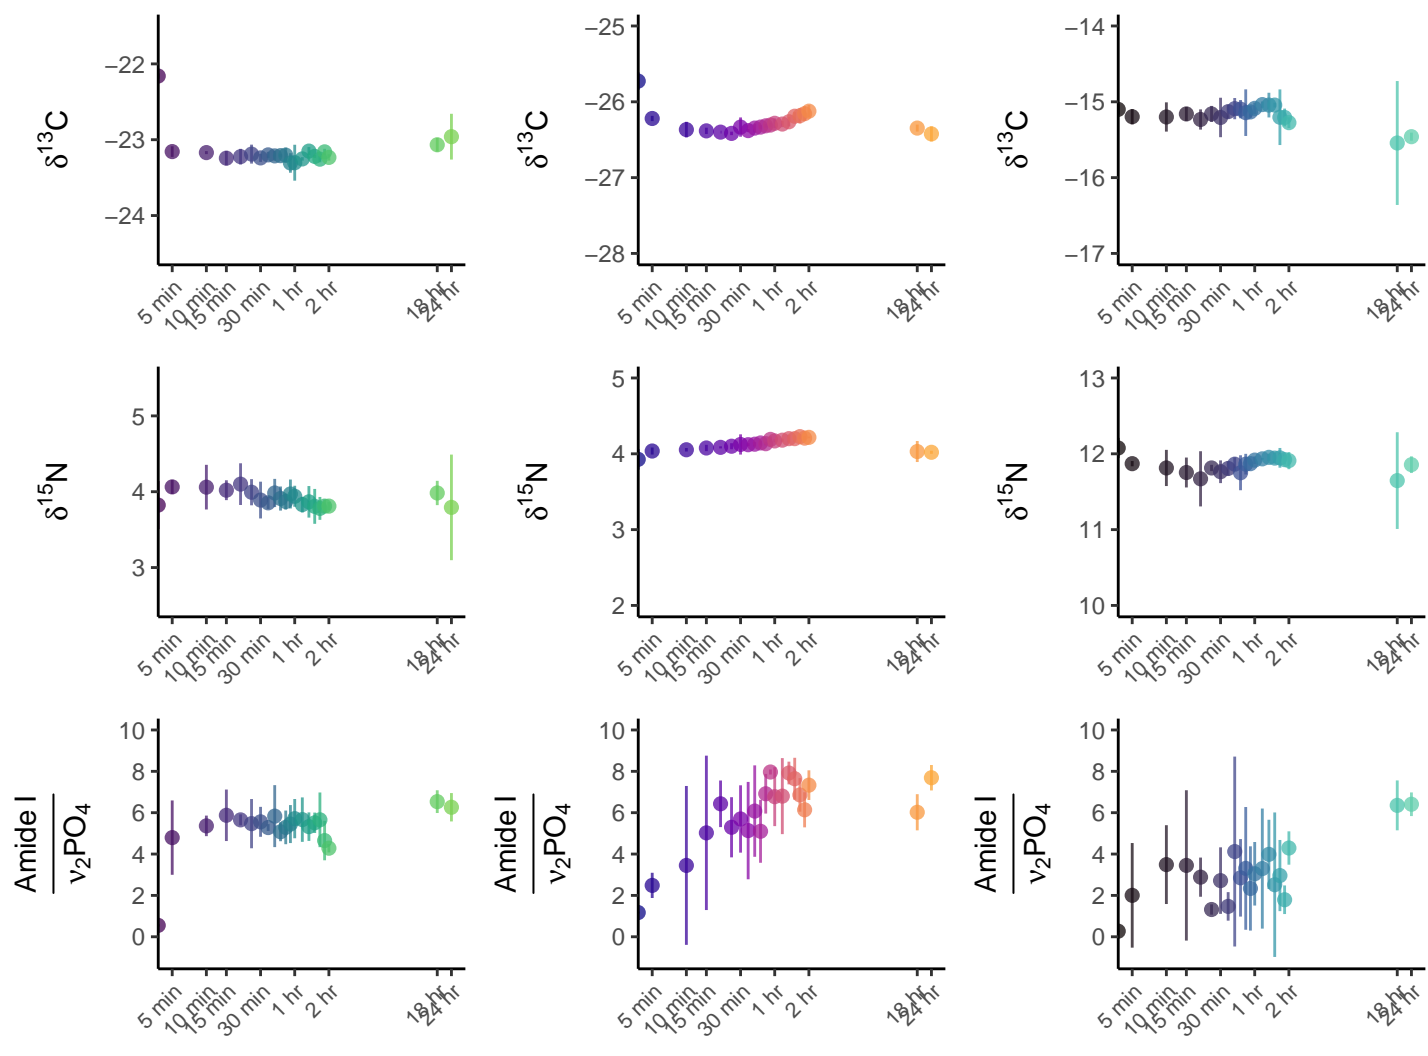 δ13C
−22
−23
−24
5 min
10 min
15 min
30 min
1 hr
2 hr
18 hr
24 hr
δ13C
−25
−26
−27
−28
5 min
10 min
15 min
30 min
1 hr
2 hr
18 hr
24 hr
δ13C
−14
−15
−16
−17
5 min
10 min
15 min
30 min
1 hr
2 hr
18 hr
24 hr
δ15N
5
4
3
5 min
10 min
15 min
30 min
1 hr
2 hr
18 hr
24 hr
δ15N
5
4
3
2
5 min
10 min
15 min
30 min
1 hr
2 hr
18 hr
24 hr
δ15N
13
12
11
10
5 min
10 min
15 min
30 min
1 hr
2 hr
18 hr
24 hr
Amide I
ν2PO4
10
8
6
4
2
0
5 min
10 min
15 min
30 min
1 hr
2 hr
18 hr
24 hr
Amide I
ν2PO4
10
8
6
4
2
0
5 min
10 min
15 min
30 min
1 hr
2 hr
18 hr
24 hr
Amide I
ν2PO4
10
8
6
4
2
0
5 min
10 min
15 min
30 min
1 hr
2 hr
18 hr
24 hr